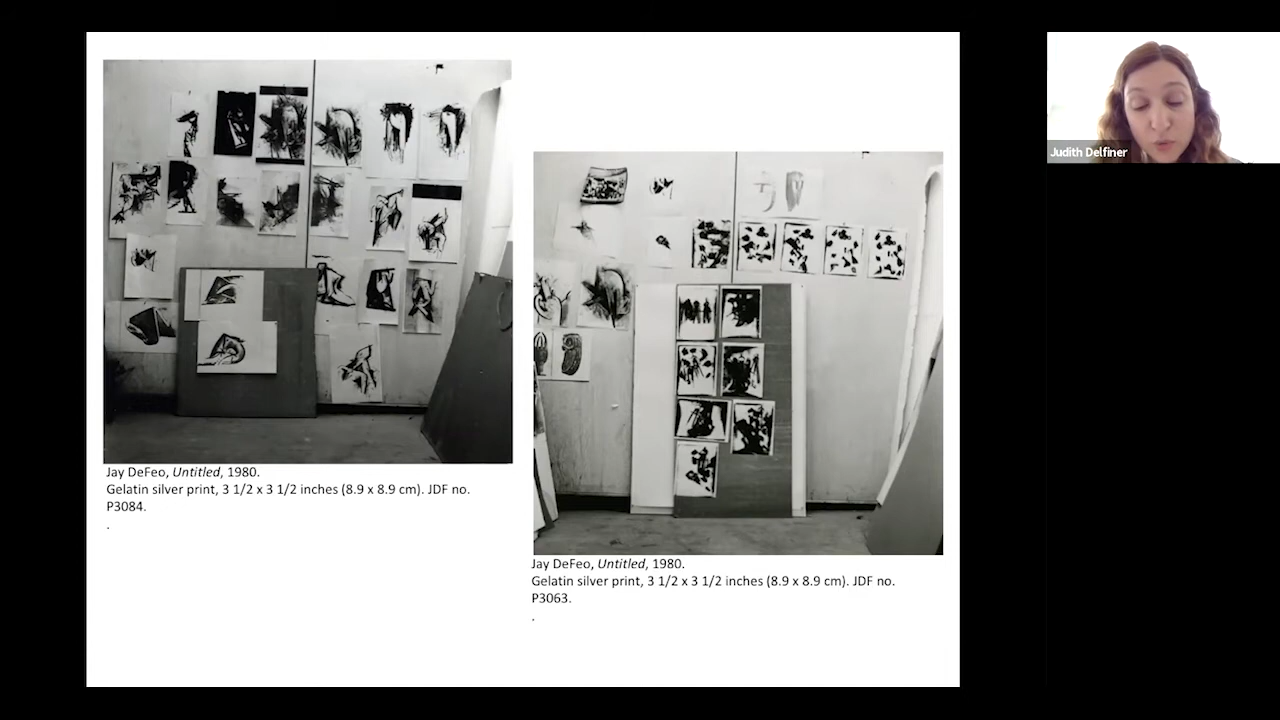 Judith Delfiner
Jay DeFeo, Untitled, 1980.
Gelatin silver print, 3 1/2 x 3 1/2 inches (8.9 x 8.9 cm). JDF no.
P3084.
.
Jay DeFeo, Untitled, 1980.
Gelatin silver print, 3 1/2 x 3 1/2 inches (8.9 x 8.9 cm). JDF no.
P3063.
.